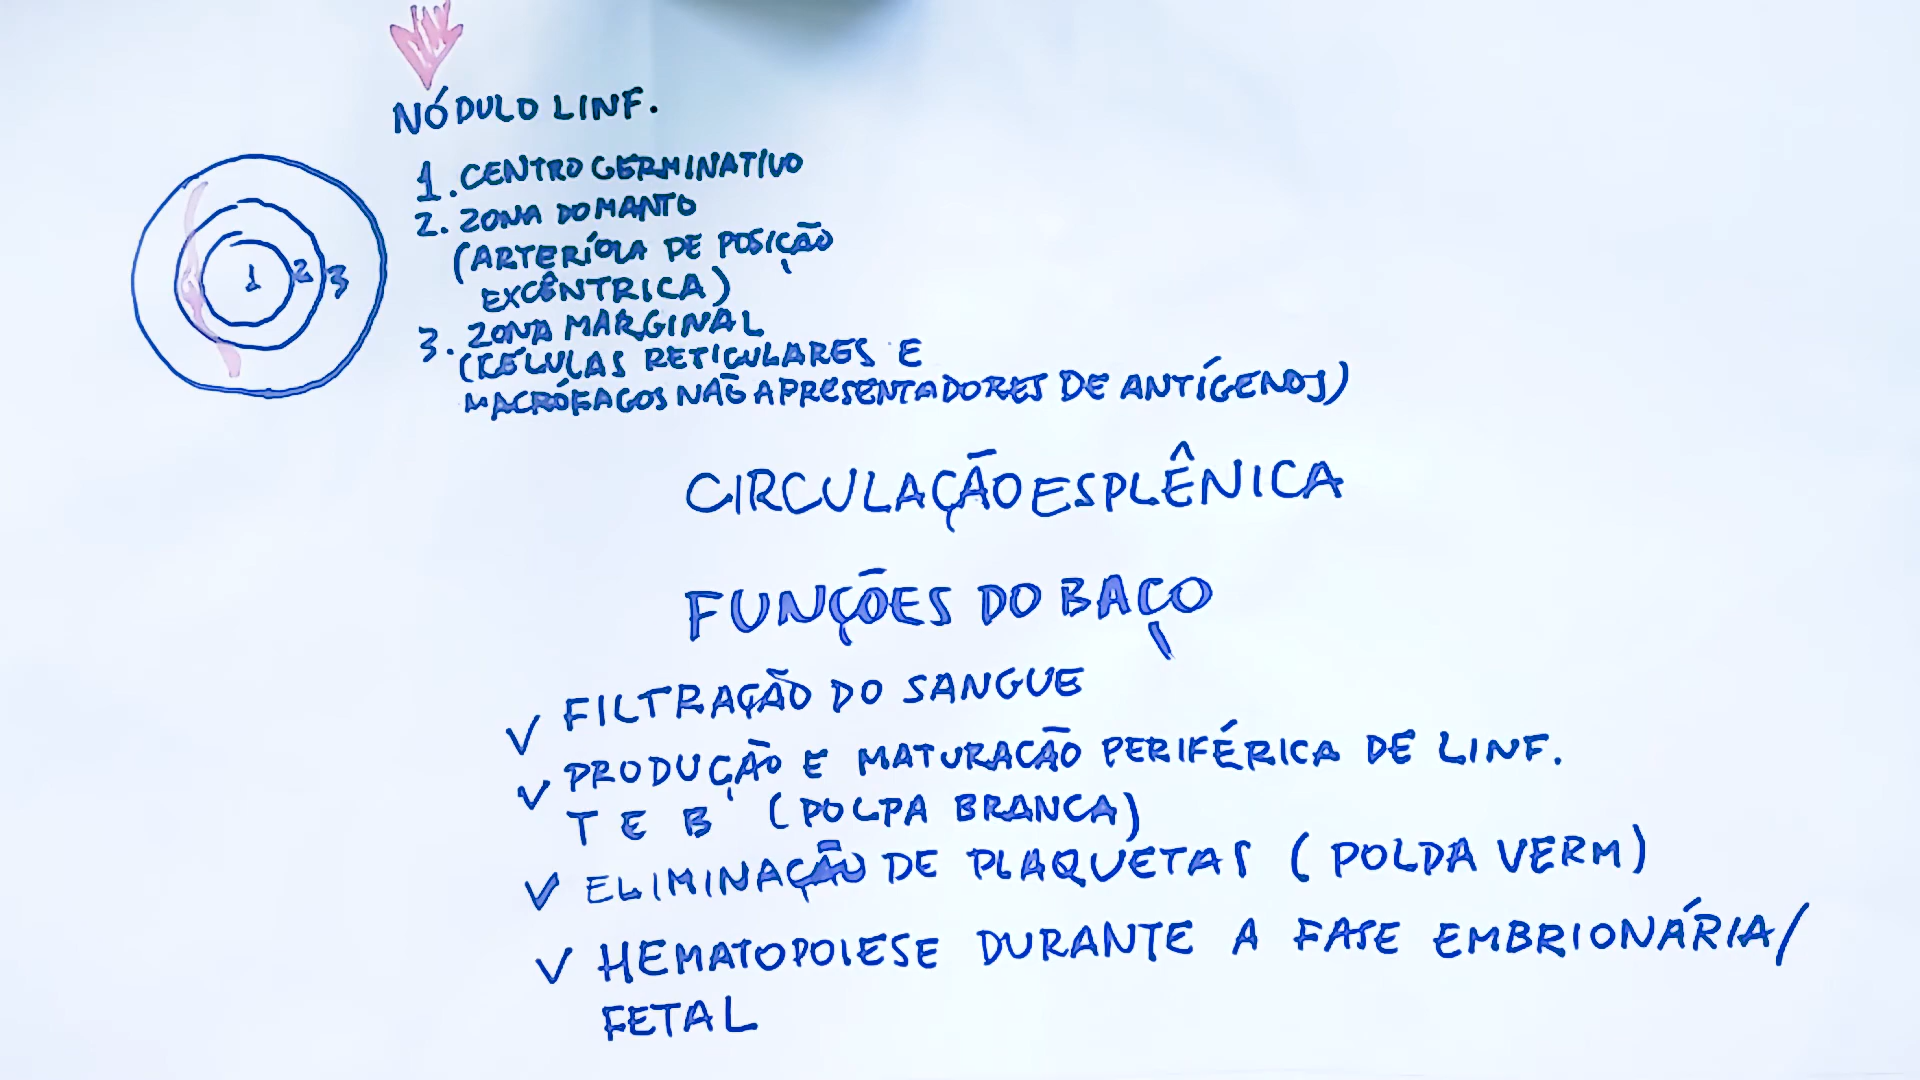 NÓDULO LINF.
1. CENTRO GERMINATIVO
2. ZONA DO MANTO
(ARTERÍOLA DE POSIÇÃO
EXCÊNTRICA)
3. ZONA MARGINAL
(CÉLULAS RETICULARES E
MACRÓFAGOS NÃO APRESENTADORES DE ANTÍGENOS)
1 2 3
CIRCULAÇÃO ESPLÊNICA
FUNÇÕES DO BAÇO
✓ FILTRAÇÃO DO SANGUE
✓ PRODUÇÃO E MATURAÇÃO PERIFÉRICA DE LINF.
T E B (POLPA BRANCA)
✓ ELIMINAÇÃO DE PLAQUETAS (POLDA VERM)
✓ HEMATOPOIESE DURANTE A FASE EMBRIONÁRIA/
FETAL